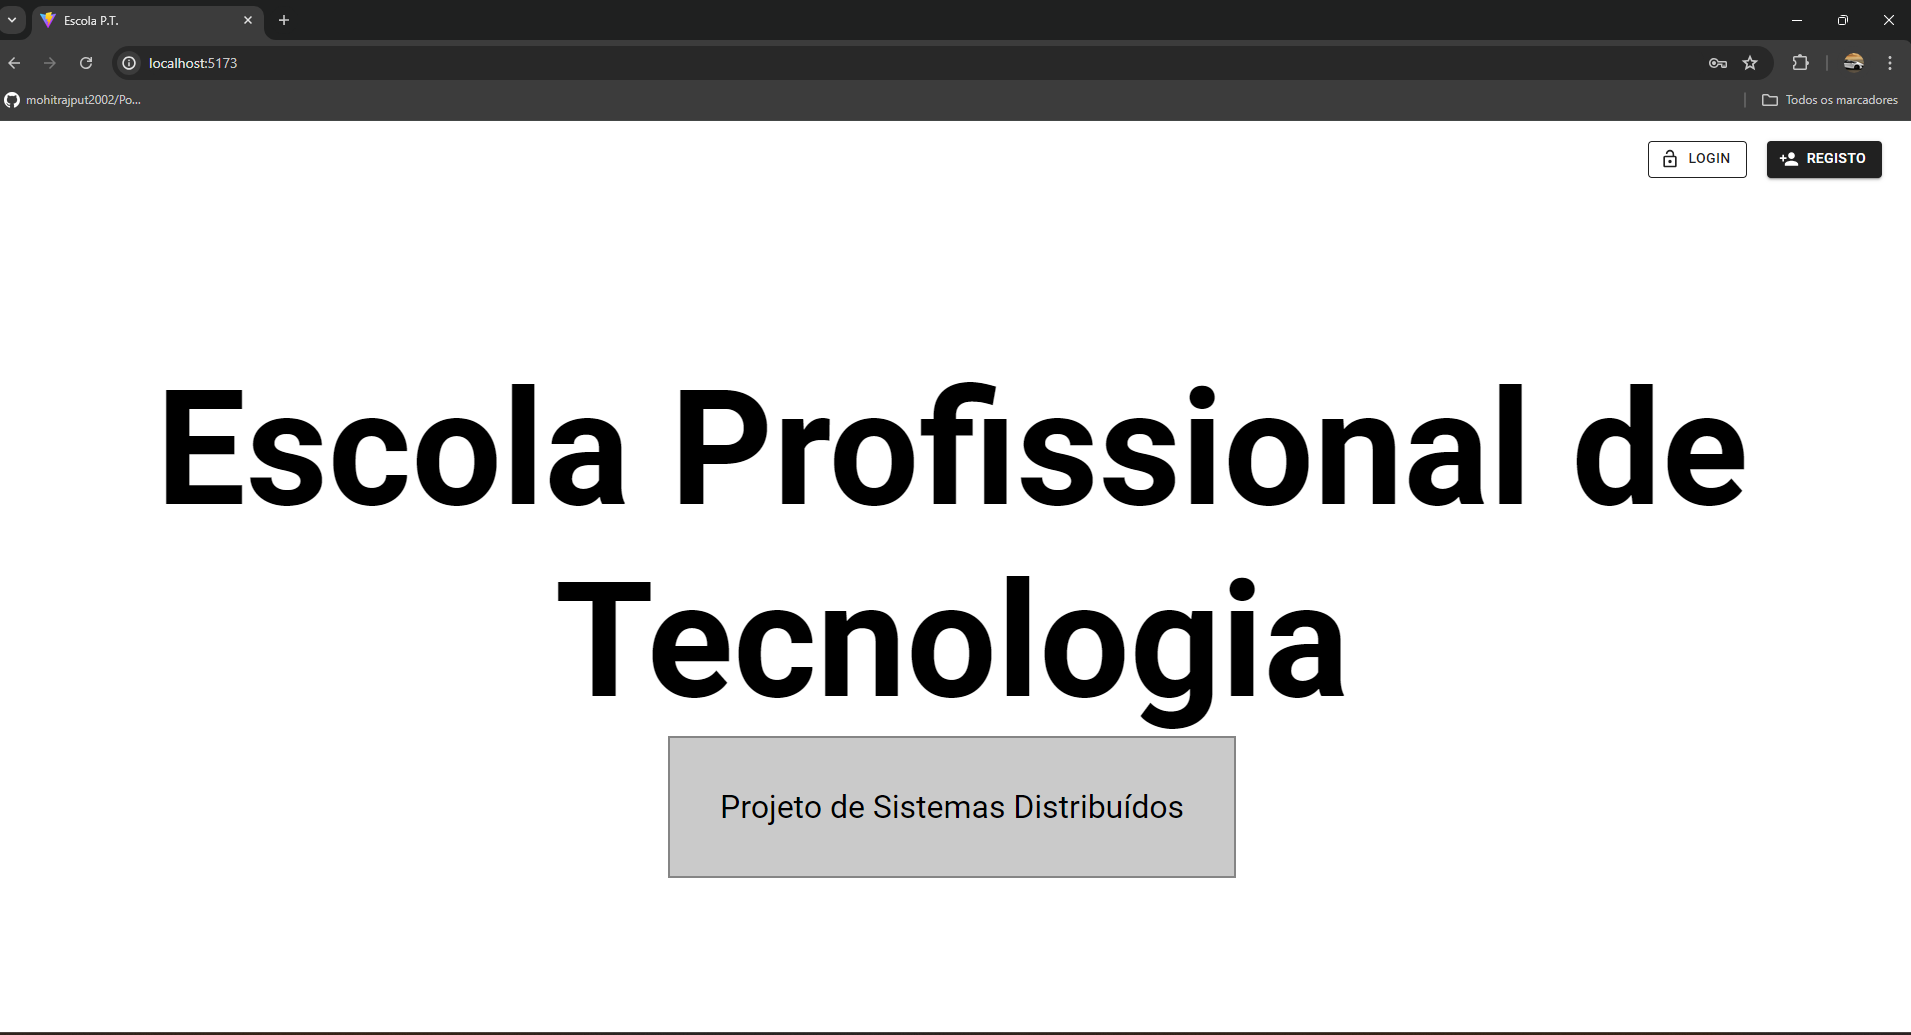 Escola P.T.
localhost:5173
mohitrajput2002/Po...
Todos os marcadores
LOGIN
REGISTO
Escola Profissional de
Tecnologia
Projeto de Sistemas Distribuídos